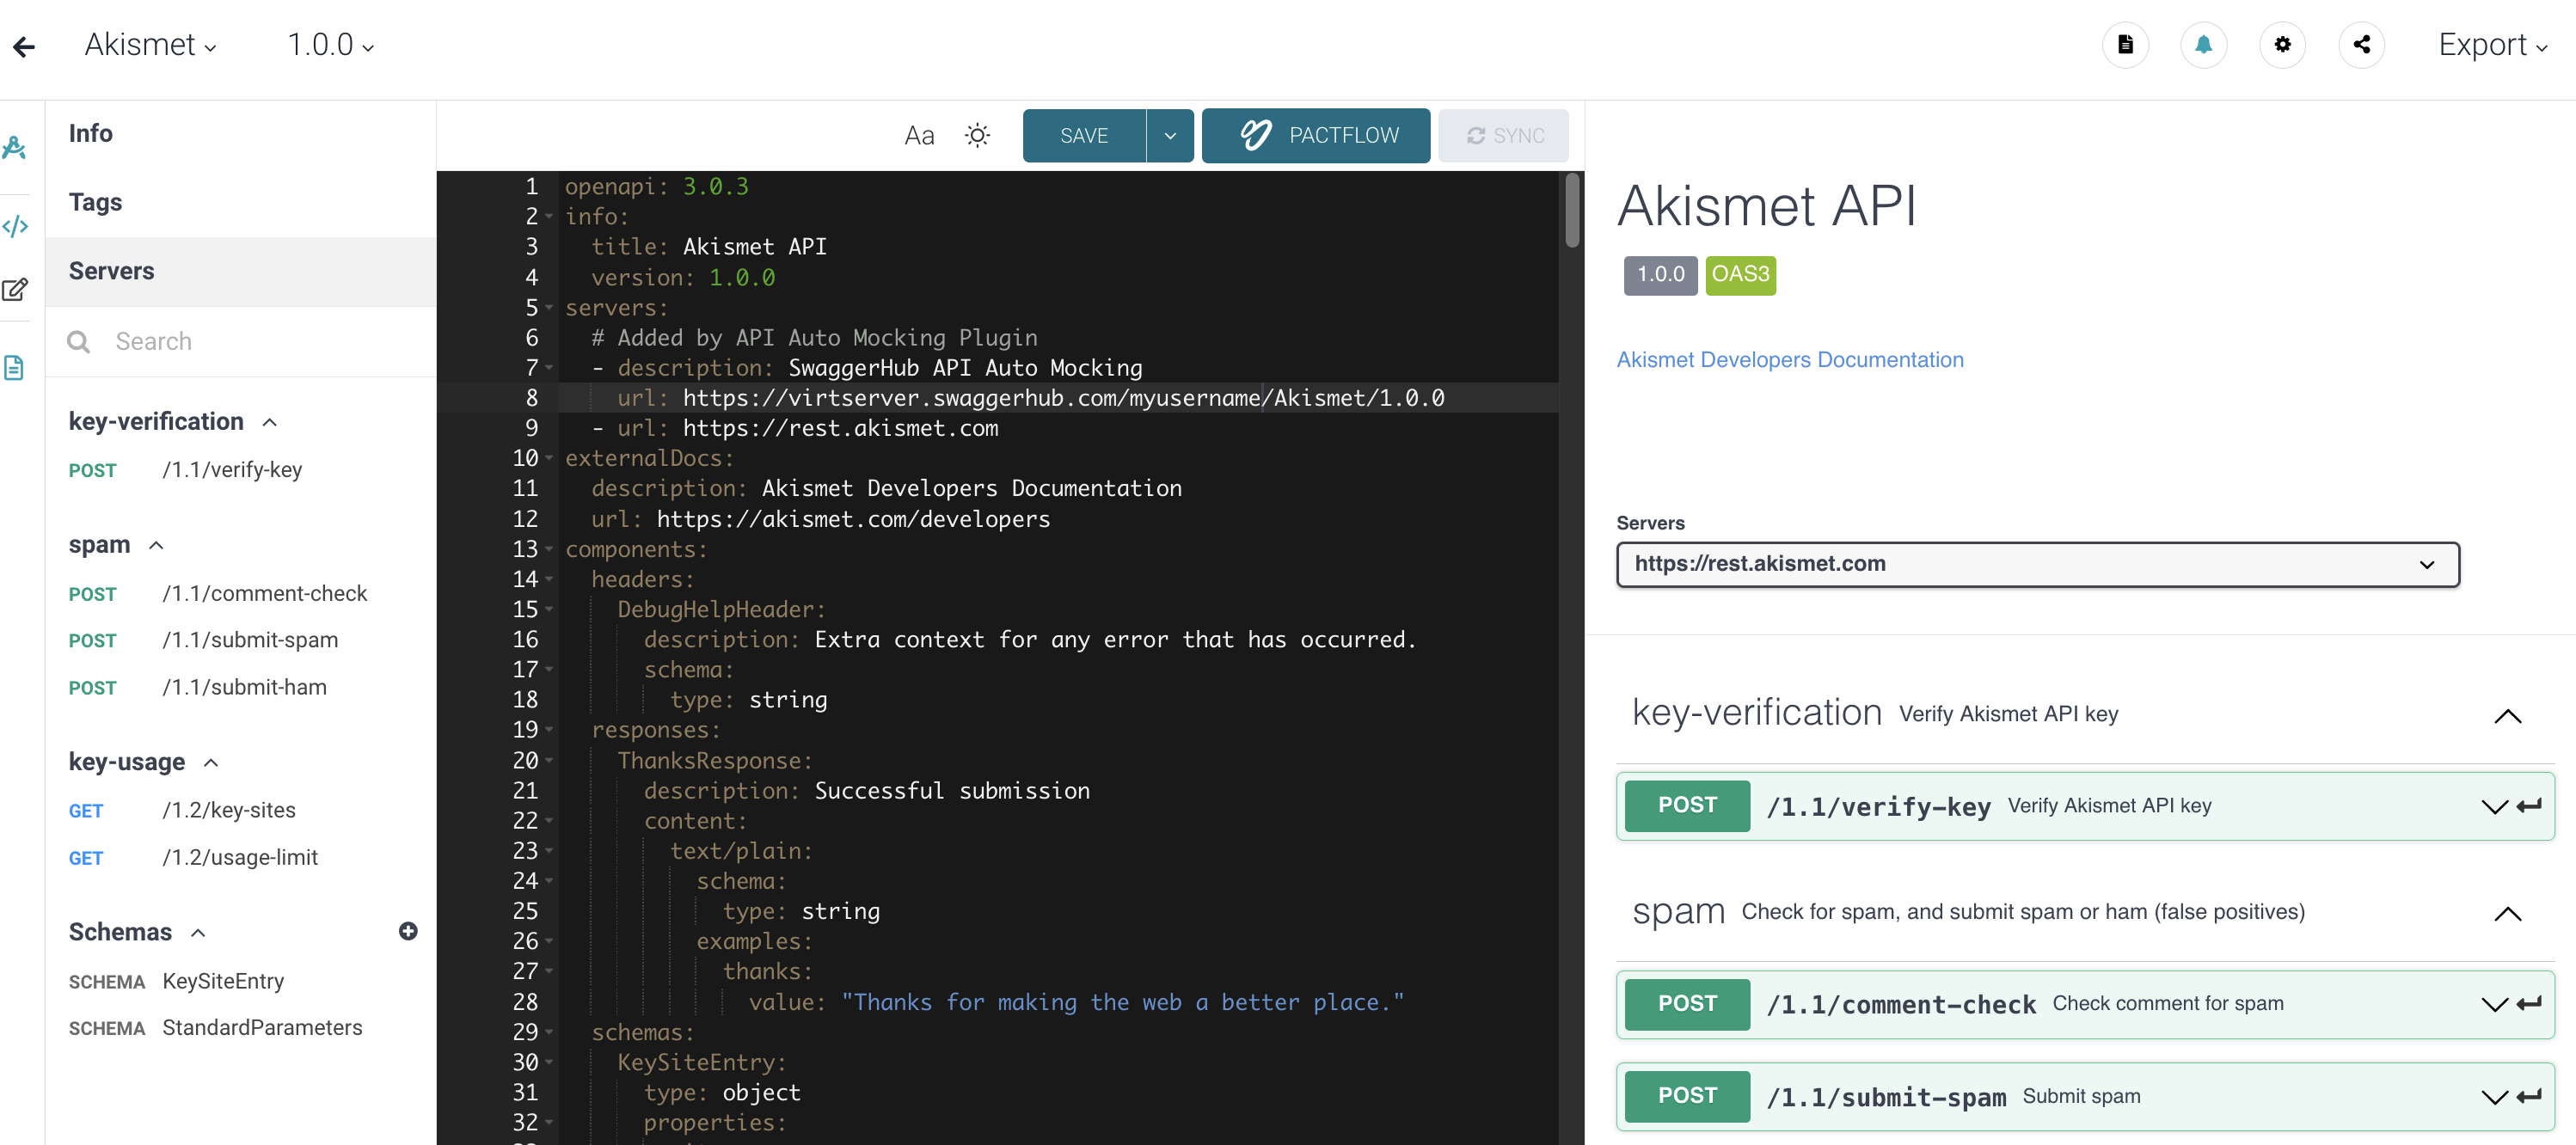 Akismet
1.0.0
Export
Info
Tags
Servers
Search
key-verification
POST /1.1/verify-key
spam
POST /1.1/comment-check
POST /1.1/submit-spam
POST /1.1/submit-ham
key-usage
GET /1.2/key-sites
GET /1.2/usage-limit
Schemas
SCHEMA KeySiteEntry
SCHEMA StandardParameters
Aa
SAVE
PACTFLOW
SYNC
1 openapi: 3.0.3
2 info:
3 title: Akismet API
4 version: 1.0.0
5 servers:
6 # Added by API Auto Mocking Plugin
7 - description: SwaggerHub API Auto Mocking
8 url: https://virtserver.swaggerhub.com/myusername/Akismet/1.0.0
9 - url: https://rest.akismet.com
10 externalDocs:
11 description: Akismet Developers Documentation
12 url: https://akismet.com/developers
13 components:
14 headers:
15 DebugHelpHeader:
16 description: Extra context for any error that has occurred.
17 schema:
18 type: string
19 responses:
20 ThanksResponse:
21 description: Successful submission
22 content:
23 text/plain:
24 schema:
25 type: string
26 examples:
27 thanks:
28 value: "Thanks for making the web a better place."
29 schemas:
30 KeySiteEntry:
31 type: object
32 properties:
Akismet API
1.0.0 OAS3
Akismet Developers Documentation
Servers
https://rest.akismet.com
key-verification Verify Akismet API key
POST /1.1/verify-key Verify Akismet API key
spam Check for spam, and submit spam or ham (false positives)
POST /1.1/comment-check Check comment for spam
POST /1.1/submit-spam Submit spam